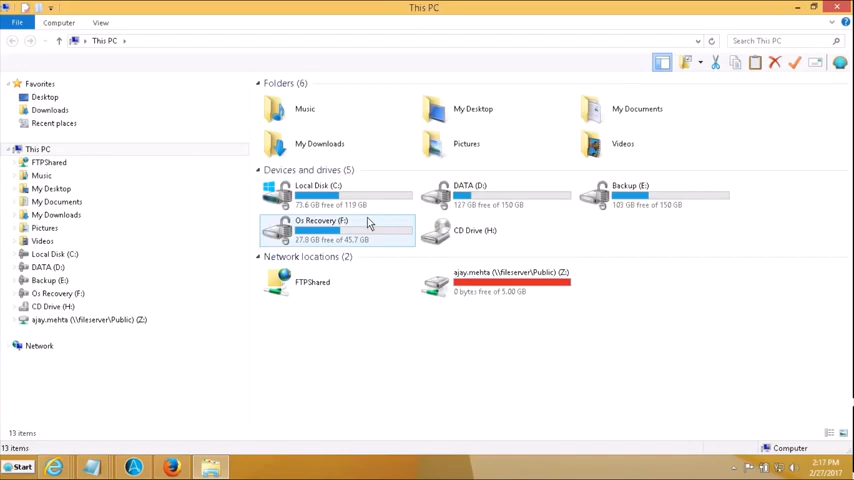 This PC
File
Computer
View
This PC
Search This PC
Favorites
Desktop
Downloads
Recent places
This PC
FTPShared
Music
My Desktop
My Documents
My Downloads
Pictures
Videos
Local Disk (C:)
DATA (D:)
Backup (E:)
Os Recovery (F:)
CD Drive (H:)
ajay.mehta (\\fileserver\Public) (Z:)
Network
Folders (6)
Music
My Desktop
My Documents
My Downloads
Pictures
Videos
Devices and drives (5)
Local Disk (C:)
73.6 GB free of 119 GB
DATA (D:)
127 GB free of 150 GB
Backup (E:)
103 GB free of 150 GB
Os Recovery (F:)
27.8 GB free of 45.7 GB
CD Drive (H:)
Network locations (2)
FTPShared
ajay.mehta (\\fileserver\Public) (Z:)
0 bytes free of 5.00 GB
13 items
13 items
Computer
Start
2:17 PM
2/27/2017